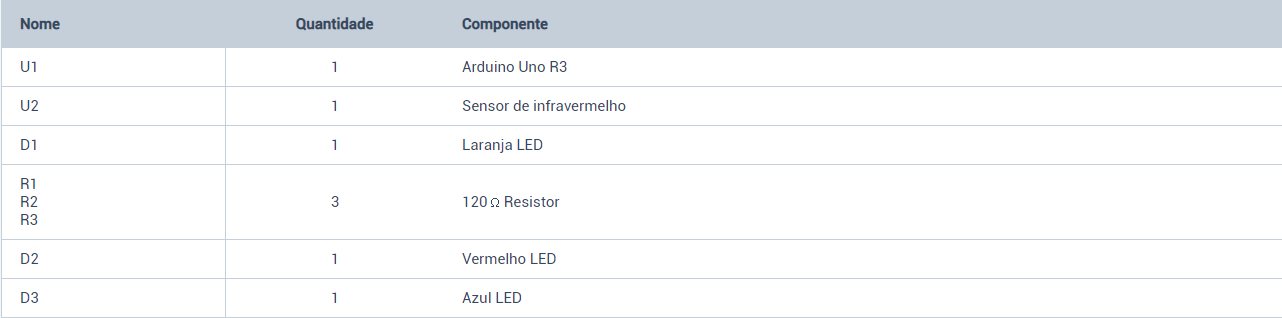 Nome Quantidade Componente
U1 1 Arduino Uno R3
U2 1 Sensor de infravermelho
D1 1 Laranja LED
R1
R2 3 120 Ω Resistor
R3
D2 1 Vermelho LED
D3 1 Azul LED